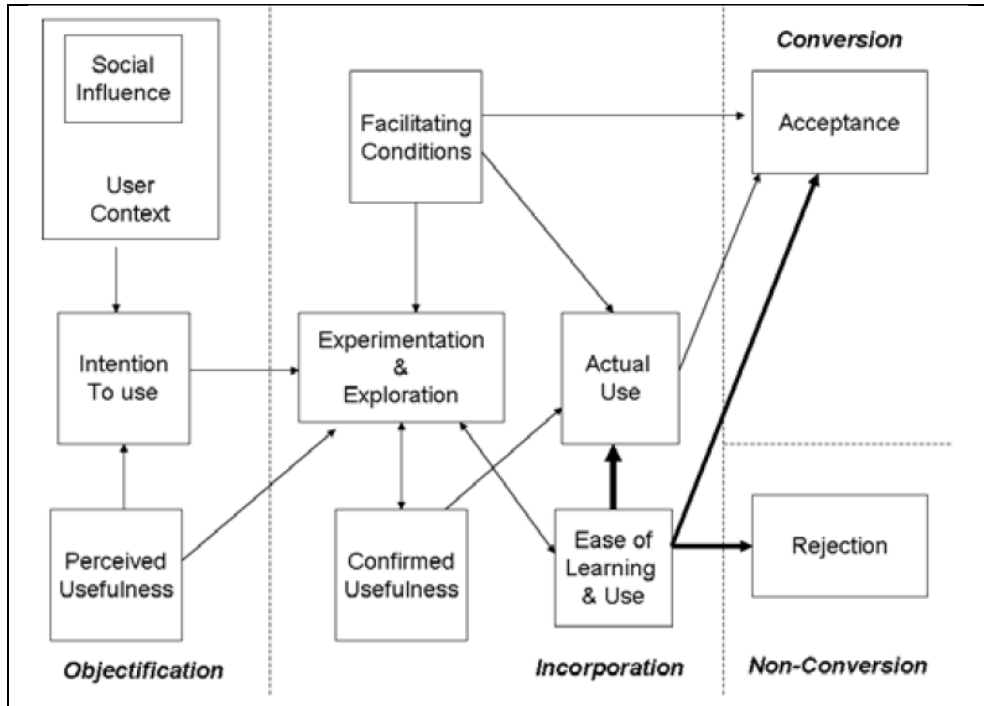 Social
Influence
User
Context
Intention
To use
Perceived
Usefulness
Objectification
Facilitating
Conditions
Experimentation
&
Exploration
Actual
Use
Confirmed
Usefulness
Ease of
Learning
& Use
Incorporation
Conversion
Acceptance
Rejection
Non-Conversion